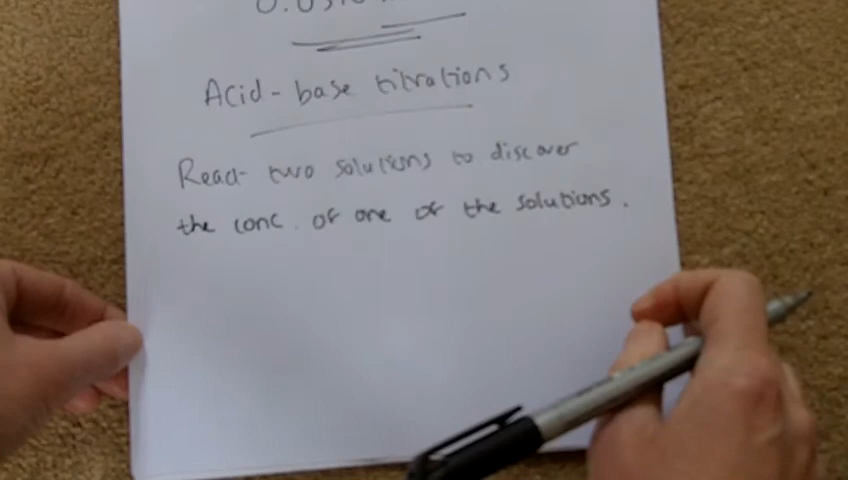 Acid-base titrations
React two solutions to discover
the conc. of one of the solutions.